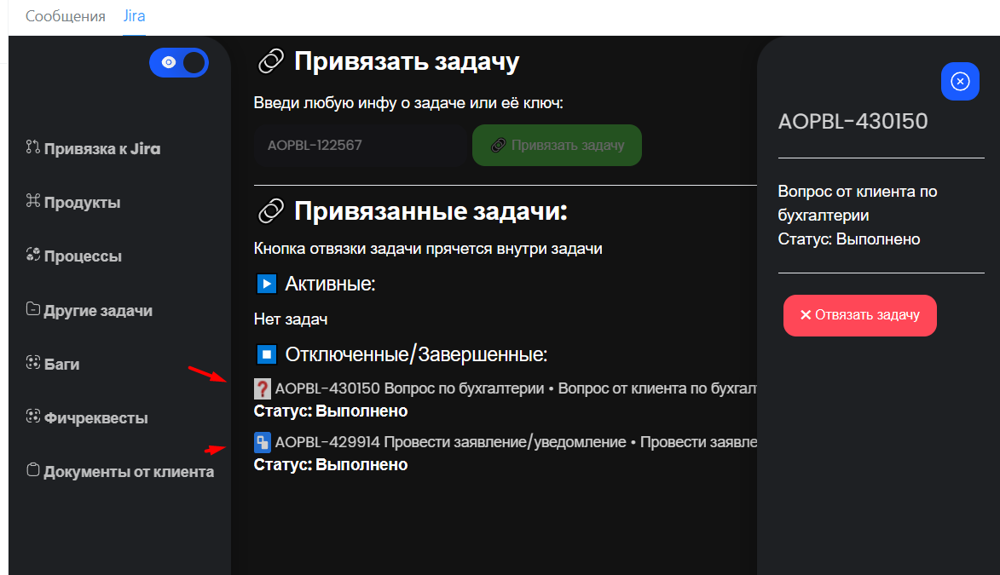 Сообщения Jira
Привязать задачу
Введи любую инфу о задаче или её ключ:
AOPBL-122567 Привязать задачу
Привязка к Jira
Продукты
Процессы
Другие задачи
Баги
Фичреквесты
Документы от клиента
Привязанные задачи:
Кнопка отвязки задачи прячется внутри задачи
Активные:
Нет задач
Отключенные/Завершенные:
AOPBL-430150 Вопрос по бухгалтерии • Вопрос от клиента по бухгал
Статус: Выполнено
AOPBL-429914 Провести заявление/уведомление • Провести заявле
Статус: Выполнено
AOPBL-430150
Вопрос от клиента по
бухгалтерии
Статус: Выполнено
Отвязать задачу